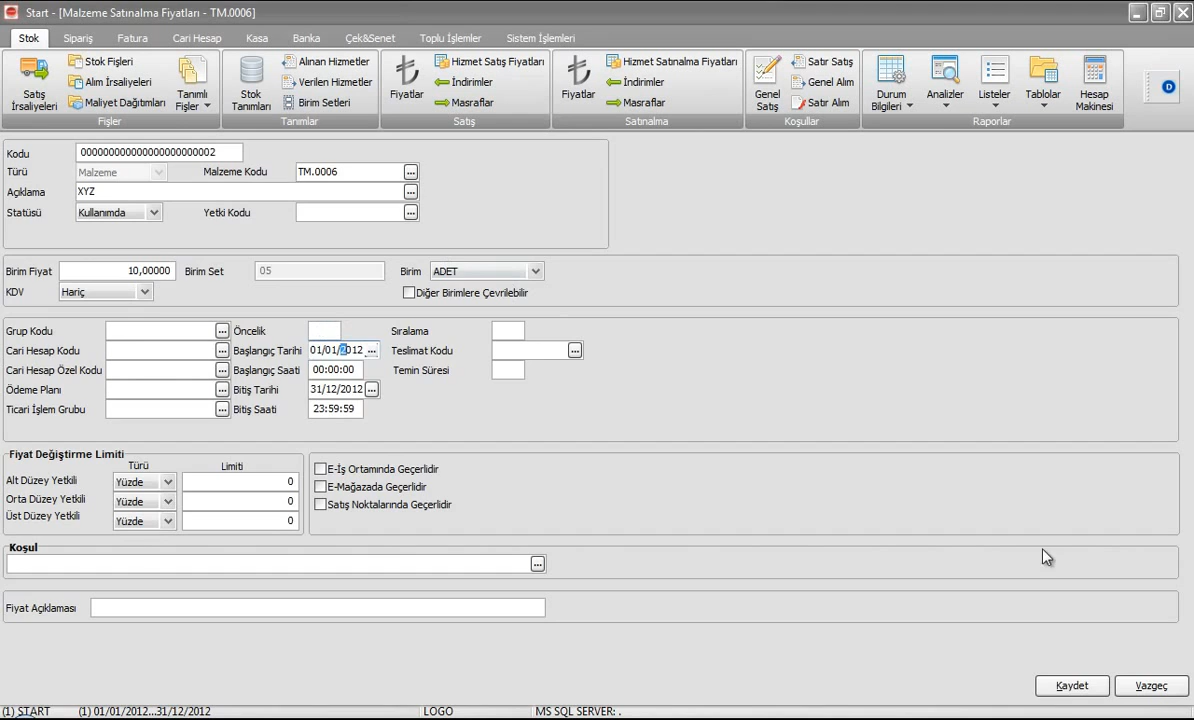 Start - [Malzeme Satınalma Fiyatları - TM.0006]
Stok Sipariş Fatura Cari Hesap Kasa Banka Çek&Senet Toplu İşlemler Sistem İşlemleri
Satış İrsaliyeleri
Stok Fişleri
Alım İrsaliyeleri
Maliyet Dağıtımları
Tanımlı Fişler
Fişler
Stok Tanımları
Alınan Hizmetler
Verilen Hizmetler
Birim Setleri
Tanımlar
Fiyatlar
Hizmet Satış Fiyatları
İndirimler
Masraflar
Satış
Fiyatlar
Hizmet Satınalma Fiyatları
İndirimler
Masraflar
Satınalma
Genel Satış
Satır Satış
Genel Alım
Satır Alım
Koşullar
Durum Bilgileri
Analizler
Listeler
Tablolar
Hesap Makinesi
Raporlar
D
Kodu 000000000000000000000002
Türü Malzeme Malzeme Kodu TM.0006 ...
Açıklama XYZ ...
Statüsü Kullanımda Yetki Kodu ...
Birim Fiyat 10,00000 Birim Set 05 Birim ADET
KDV Hariç Diğer Birimlere Çevrilebilir
Grup Kodu ... Öncelik Sıralama
Cari Hesap Kodu ... Başlangıç Tarihi 01/01/2012 ... Teslimat Kodu ...
Cari Hesap Özel Kodu ... Başlangıç Saati 00:00:00 Temin Süresi
Ödeme Planı ... Bitiş Tarihi 31/12/2012 ...
Ticari İşlem Grubu ... Bitiş Saati 23:59:59
Fiyat Değiştirme Limiti
Türü Limiti
Alt Düzey Yetkili Yüzde 0
Orta Düzey Yetkili Yüzde 0
Üst Düzey Yetkili Yüzde 0
E-İş Ortamında Geçerlidir
E-Mağazada Geçerlidir
Satış Noktalarında Geçerlidir
Koşul
...
Fiyat Açıklaması
Kaydet Vazgeç
(1) START (1) 01/01/2012...31/12/2012 LOGO MS SQL SERVER: .